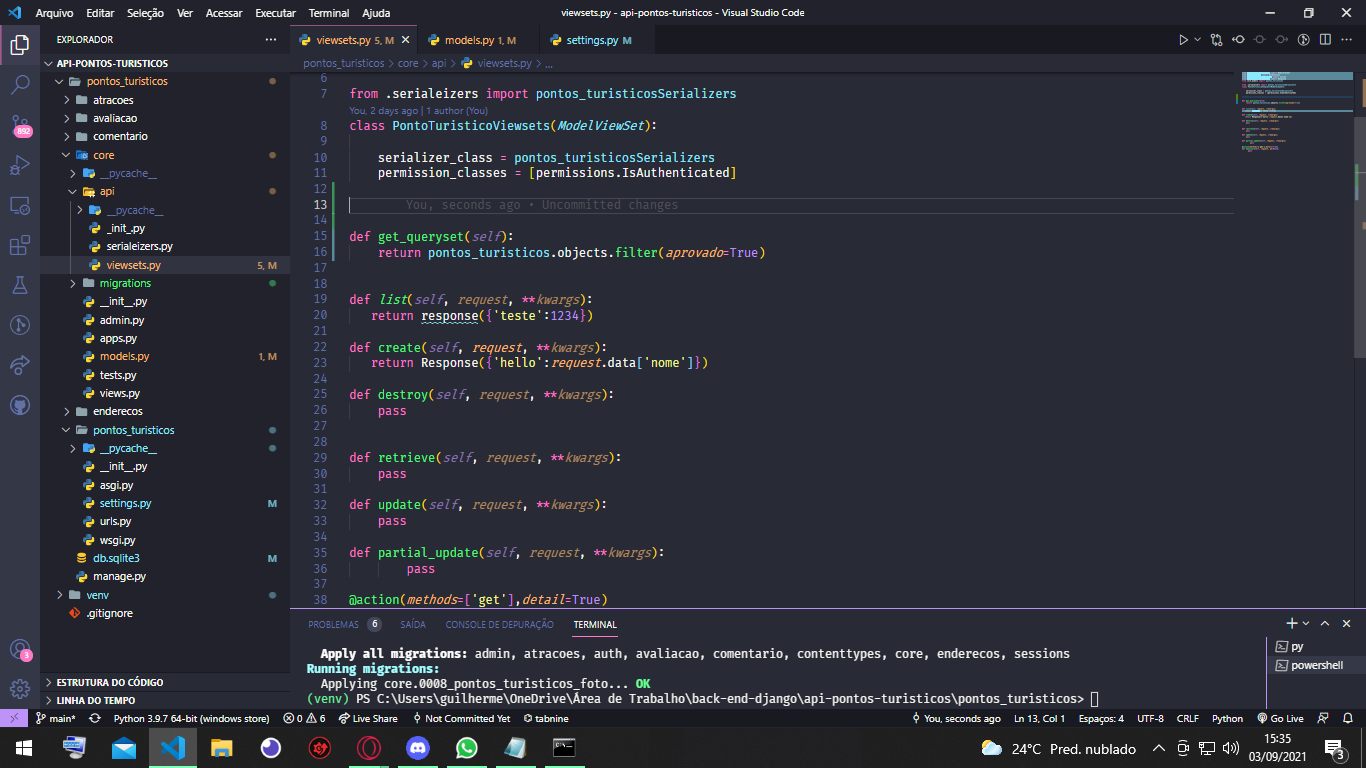 Arquivo Editar Seleção Ver Acessar Executar Terminal Ajuda
viewsets.py - api-pontos-turisticos - Visual Studio Code
EXPLORADOR
viewsets.py 5, M
models.py 1, M
settings.py M
API-PONTOS-TURISTICOS
pontos_turisticos > core > api > viewsets.py > ...
pontos_turisticos
atracoes
avaliacao
comentario
core
__pycache__
api
__pycache__
_init_.py
serialeizers.py
viewsets.py 5, M
migrations
__init__.py
admin.py
apps.py
models.py 1, M
tests.py
views.py
enderecos
pontos_turisticos
__pycache__
__init__.py
asgi.py
settings.py M
urls.py
wsgi.py
db.sqlite3 M
manage.py
venv
.gitignore
ESTRUTURA DO CÓDIGO
LINHA DO TEMPO
892
3
6
7 from .serialeizers import pontos_turisticosSerializers
You, 2 days ago | 1 author (You)
8 class PontoTuristicoViewsets(ModelViewSet):
9
10 serializer_class = pontos_turisticosSerializers
11 permission_classes = [permissions.IsAuthenticated]
12
13 You, seconds ago • Uncommitted changes
14
15 def get_queryset(self):
16 return pontos_turisticos.objects.filter(aprovado=True)
17
18
19 def list(self, request, **kwargs):
20 return response({'teste':1234})
21
22 def create(self, request, **kwargs):
23 return Response({'hello':request.data['nome']})
24
25 def destroy(self, request, **kwargs):
26 pass
27
28
29 def retrieve(self, request, **kwargs):
30 pass
31
32 def update(self, request, **kwargs):
33 pass
34
35 def partial_update(self, request, **kwargs):
36 pass
37
38 @action(methods=['get'],detail=True)
PROBLEMAS 6 SAÍDA CONSOLE DE DEPURAÇÃO TERMINAL
Apply all migrations: admin, atracoes, auth, avaliacao, comentario, contenttypes, core, enderecos, sessions
Running migrations:
Applying core.0008_pontos_turisticos_foto... OK
(venv) PS C:\Users\guilherme\OneDrive\Área de Trabalho\back-end-django\api-pontos-turisticos\pontos_turisticos>
py
powershell
main* Python 3.9.7 64-bit (windows store) 0 6 Live Share Not Committed Yet tabnine You, seconds ago Ln 13, Col 1 Espaços: 4 UTF-8 CRLF Python Go Live
24°C Pred. nublado
15:35
03/09/2021
3